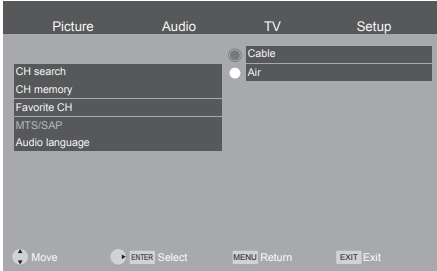 Picture Audio TV Setup
Cable
Air
CH search
CH memory
Favorite CH
MTS/SAP
Audio language
Move ENTER Select MENU Return EXIT Exit